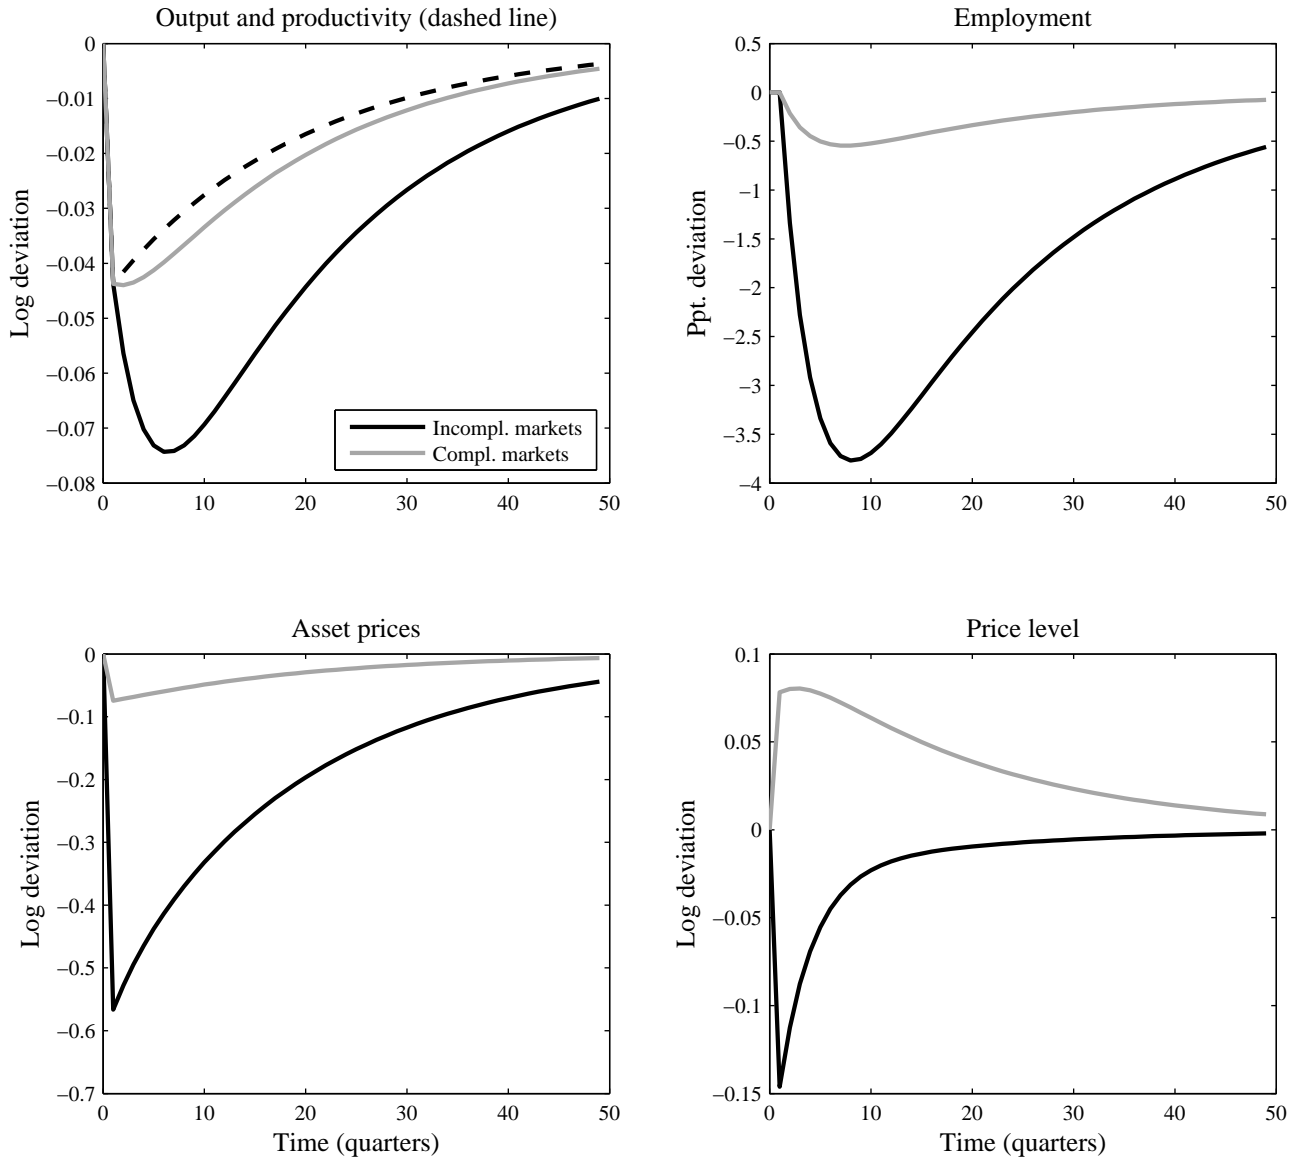 Output and productivity (dashed line)
Log deviation
0
−0.01
−0.02
−0.03
−0.04
−0.05
−0.06
−0.07
−0.08
Incompl. markets
Compl. markets
0 10 20 30 40 50
Employment
Ppt. deviation
0.5
0
−0.5
−1
−1.5
−2
−2.5
−3
−3.5
−4
0 10 20 30 40 50
Asset prices
Log deviation
0
−0.1
−0.2
−0.3
−0.4
−0.5
−0.6
−0.7
0 10 20 30 40 50
Time (quarters)
Price level
Log deviation
0.1
0.05
0
−0.05
−0.1
−0.15
0 10 20 30 40 50
Time (quarters)